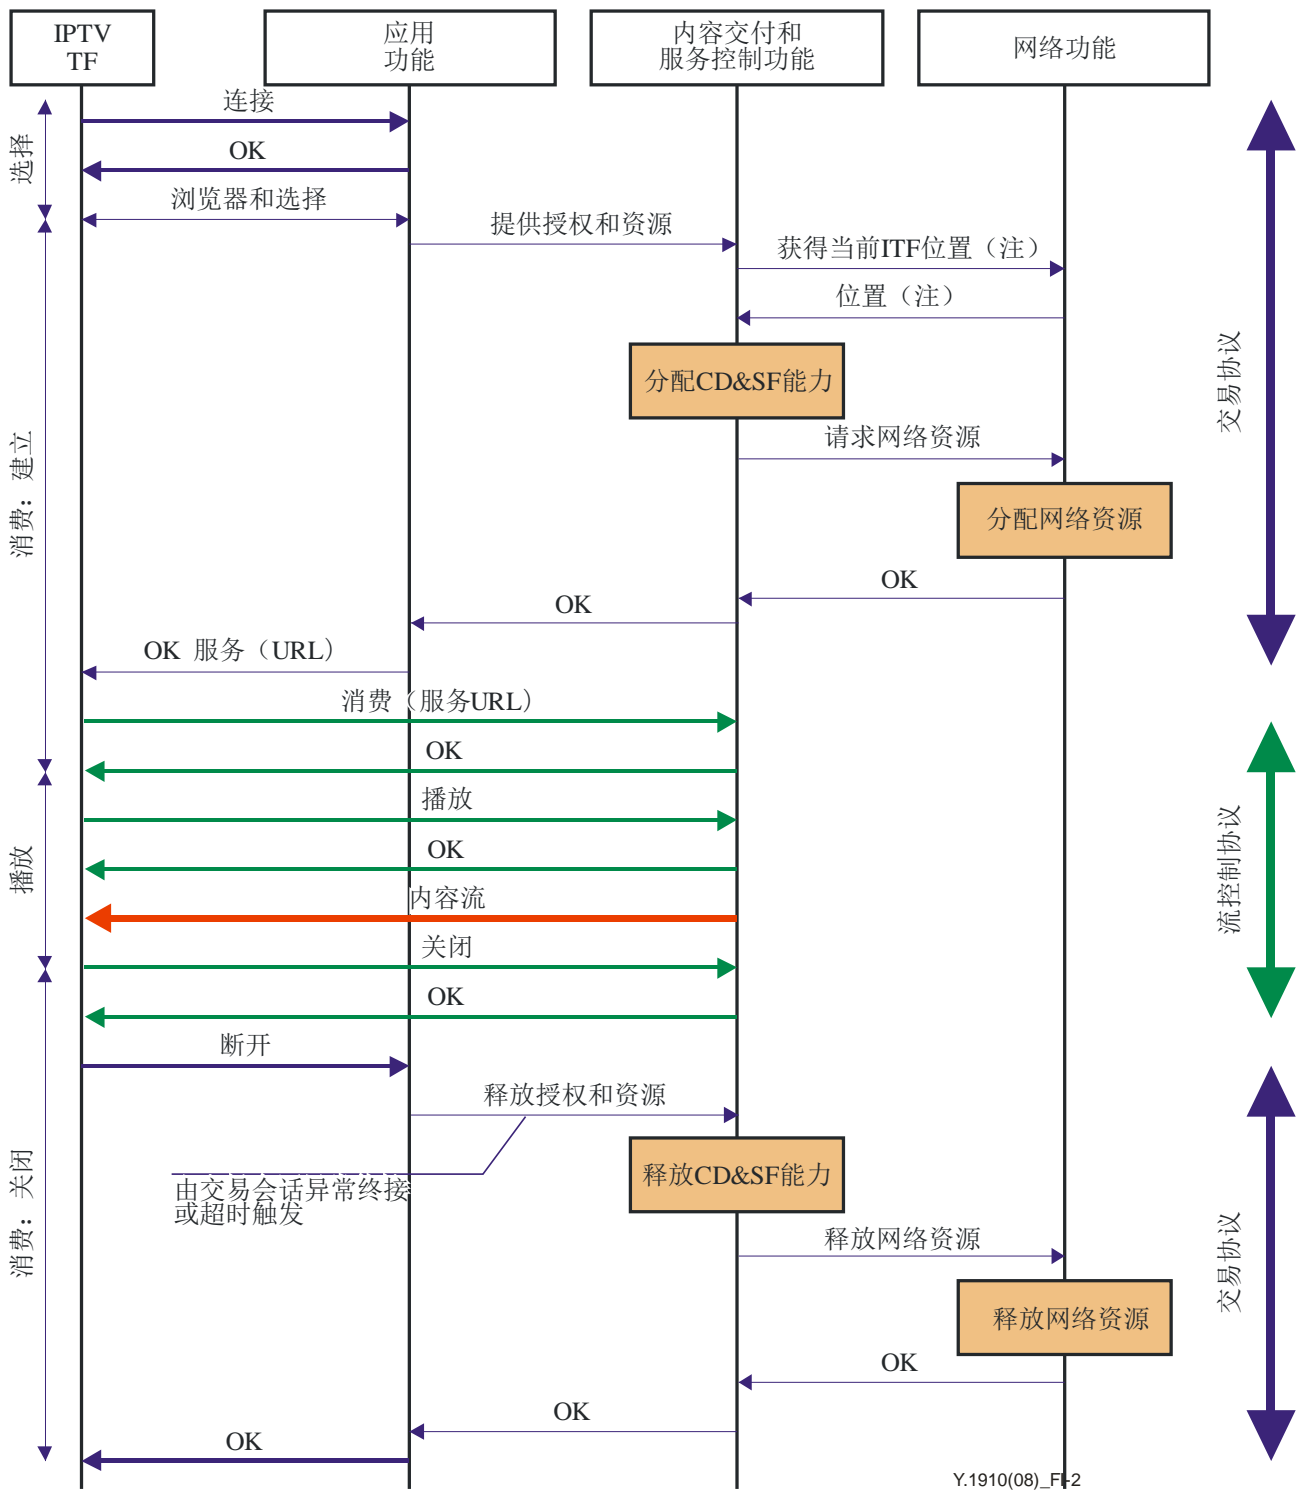 IPTV
TF
应用
功能
内容交付和
服务控制功能
网络功能
连接
OK
浏览器和选择
提供授权和资源
获得当前ITF位置（注）
位置（注）
分配CD&SF能力
请求网络资源
分配网络资源
OK
OK
OK 服务（URL）
消费（服务URL）
OK
播放
OK
内容流
关闭
OK
断开
释放授权和资源
由交易会话异常终接
或超时触发
释放CD&SF能力
释放网络资源
释放网络资源
OK
OK
OK
选择
消费：建立
播放
消费：关闭
交易协议
流控制协议
交易协议